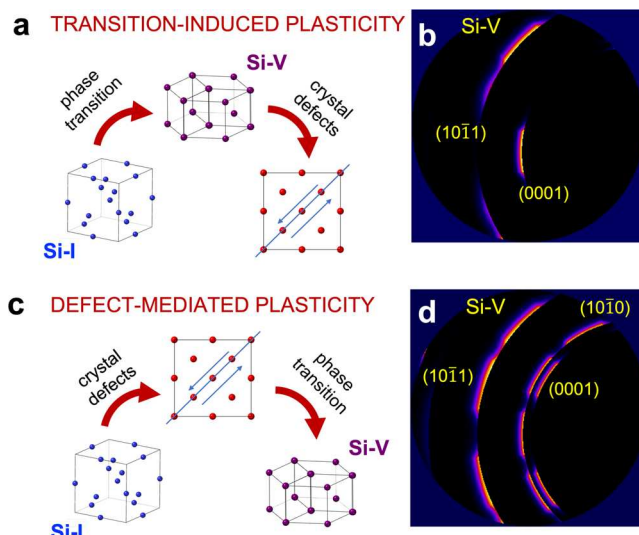 a TRANSITION-INDUCED PLASTICITY
phase
transition
Si-V
crystal
defects
Si-I
b
Si-V
(101̄1)
(0001)
c DEFECT-MEDIATED PLASTICITY
crystal
defects
phase
transition
Si-V
Si-I
d
Si-V
(101̄0)
(101̄1)
(0001)